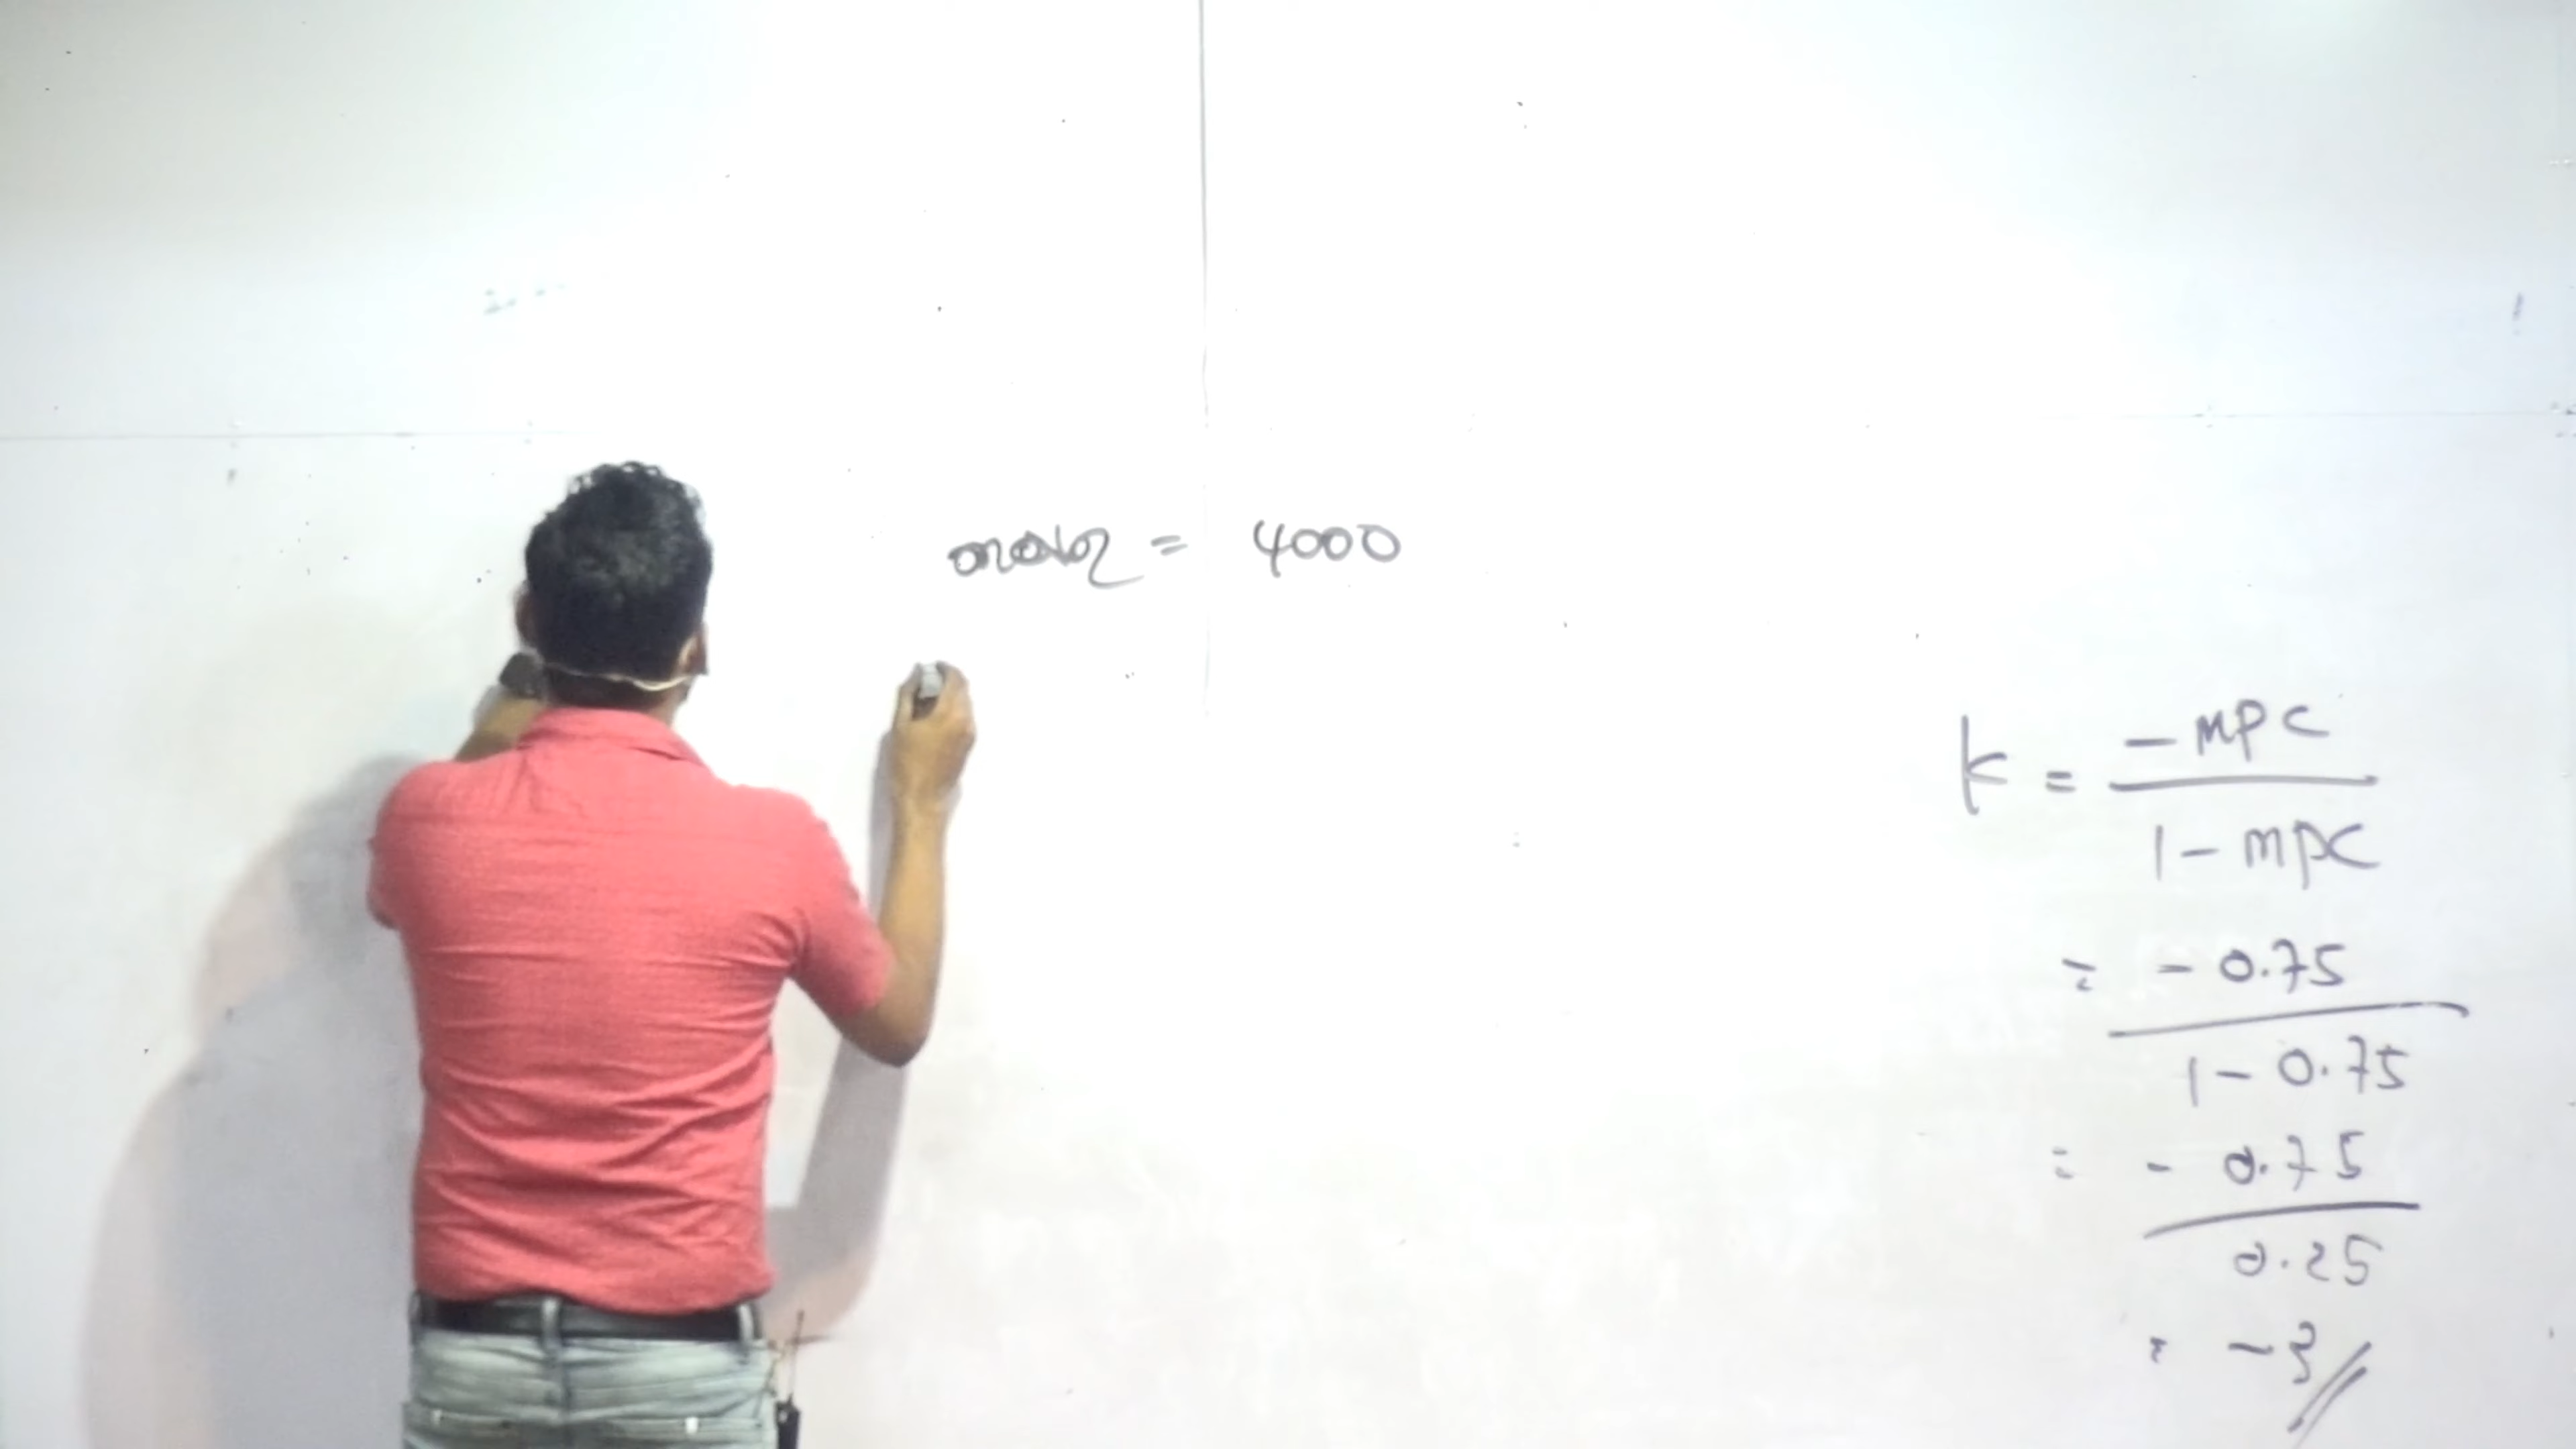 = 4000
k = -MPC
1 - MPC
= - 0.75
1 - 0.75
= - 0.75
0.25
= -3